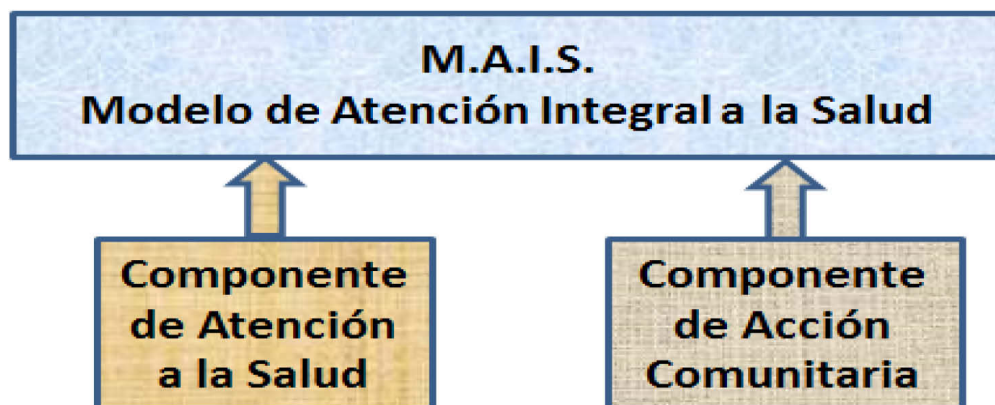 M.A.I.S.
Modelo de Atención Integral a la Salud
Componente
de Atención
a la Salud
Componente
de Acción
Comunitaria